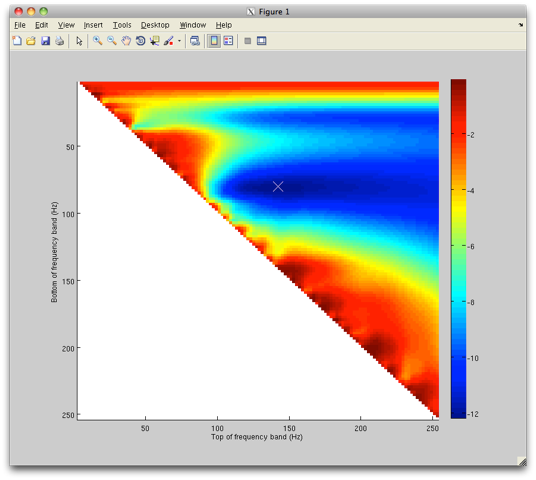 Figure 1
File Edit View Insert Tools Desktop Window Help
50
100
150
200
250
Bottom of frequency band (Hz)
50 100 150 200 250
Top of frequency band (Hz)
-2
-4
-6
-8
-10
-12